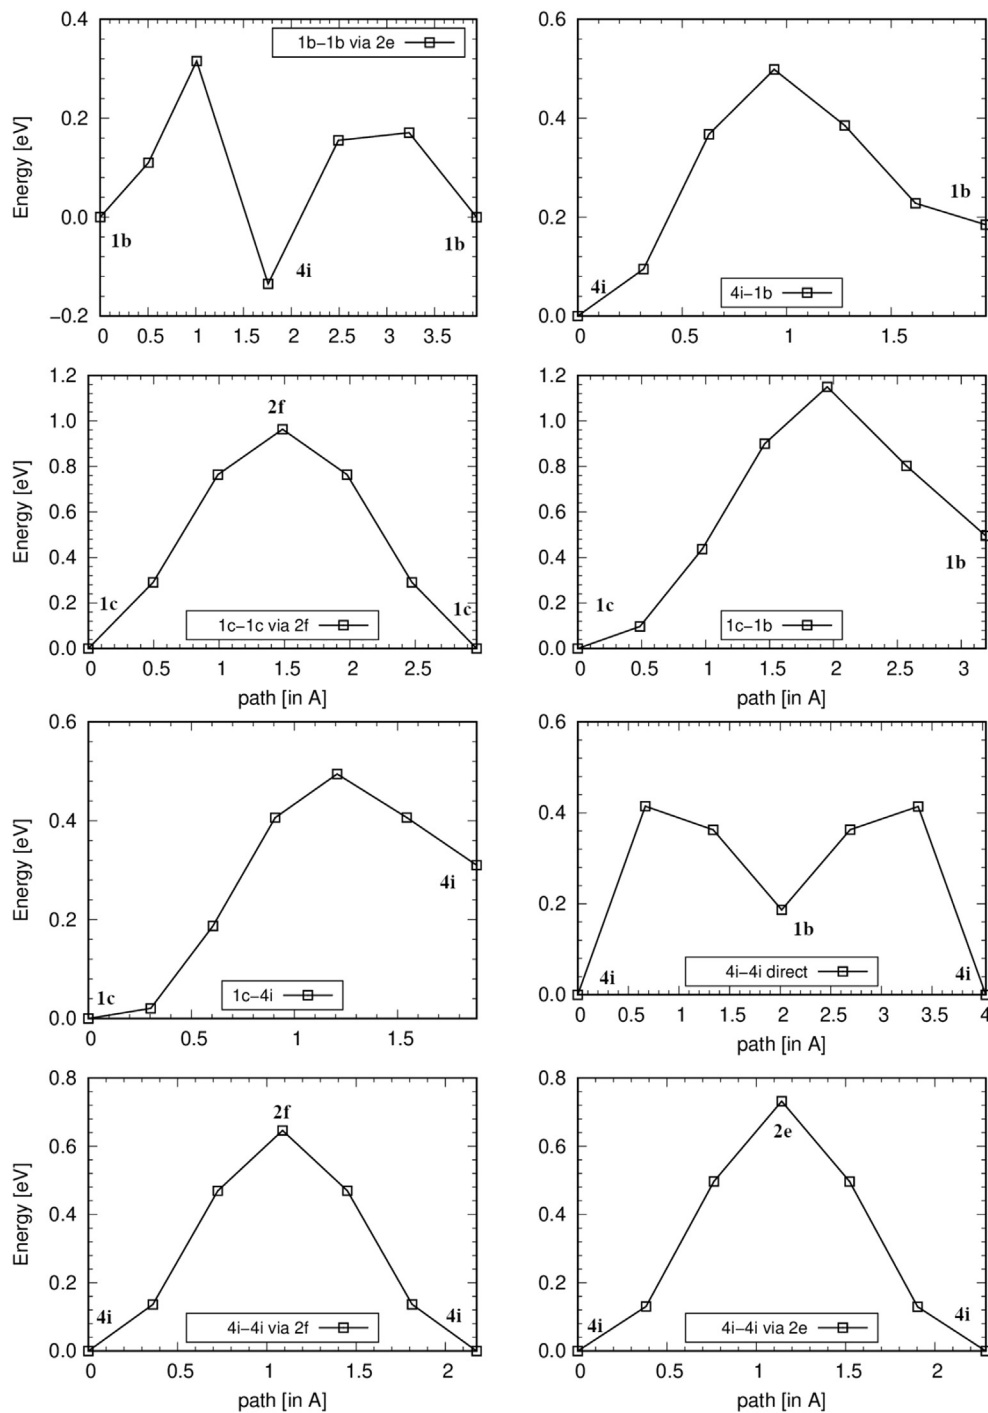 0.4
0.2
0.0
−0.2
Energy [eV]
1b−1b via 2e
1b
4i
1b
0 0.5 1 1.5 2 2.5 3 3.5
0.6
0.4
0.2
0.0
1b
4i
4i−1b
0.5 1 1.5
1.2
1.0
0.8
0.6
0.4
0.2
0.0
Energy [eV]
2f
1c
1c
1c−1c via 2f
0 0.5 1 1.5 2 2.5
path [in A]
1.2
1.0
0.8
0.6
0.4
0.2
0.0
1b
1c
1c−1b
0 0.5 1 1.5 2 2.5 3
path [in A]
0.6
0.4
0.2
0.0
Energy [eV]
4i
1c
1c−4i
0 0.5 1 1.5
0.6
0.4
0.2
0.0
1b
4i
4i
4i−4i direct
0 0.5 1 1.5 2 2.5 3 3.5 4
path [in A]
0.8
0.6
0.4
0.2
0.0
Energy [eV]
2f
4i
4i
4i−4i via 2f
0 0.5 1 1.5 2
path [in A]
0.8
0.6
0.4
0.2
0.0
2e
4i
4i
4i−4i via 2e
0 0.5 1 1.5 2
path [in A]